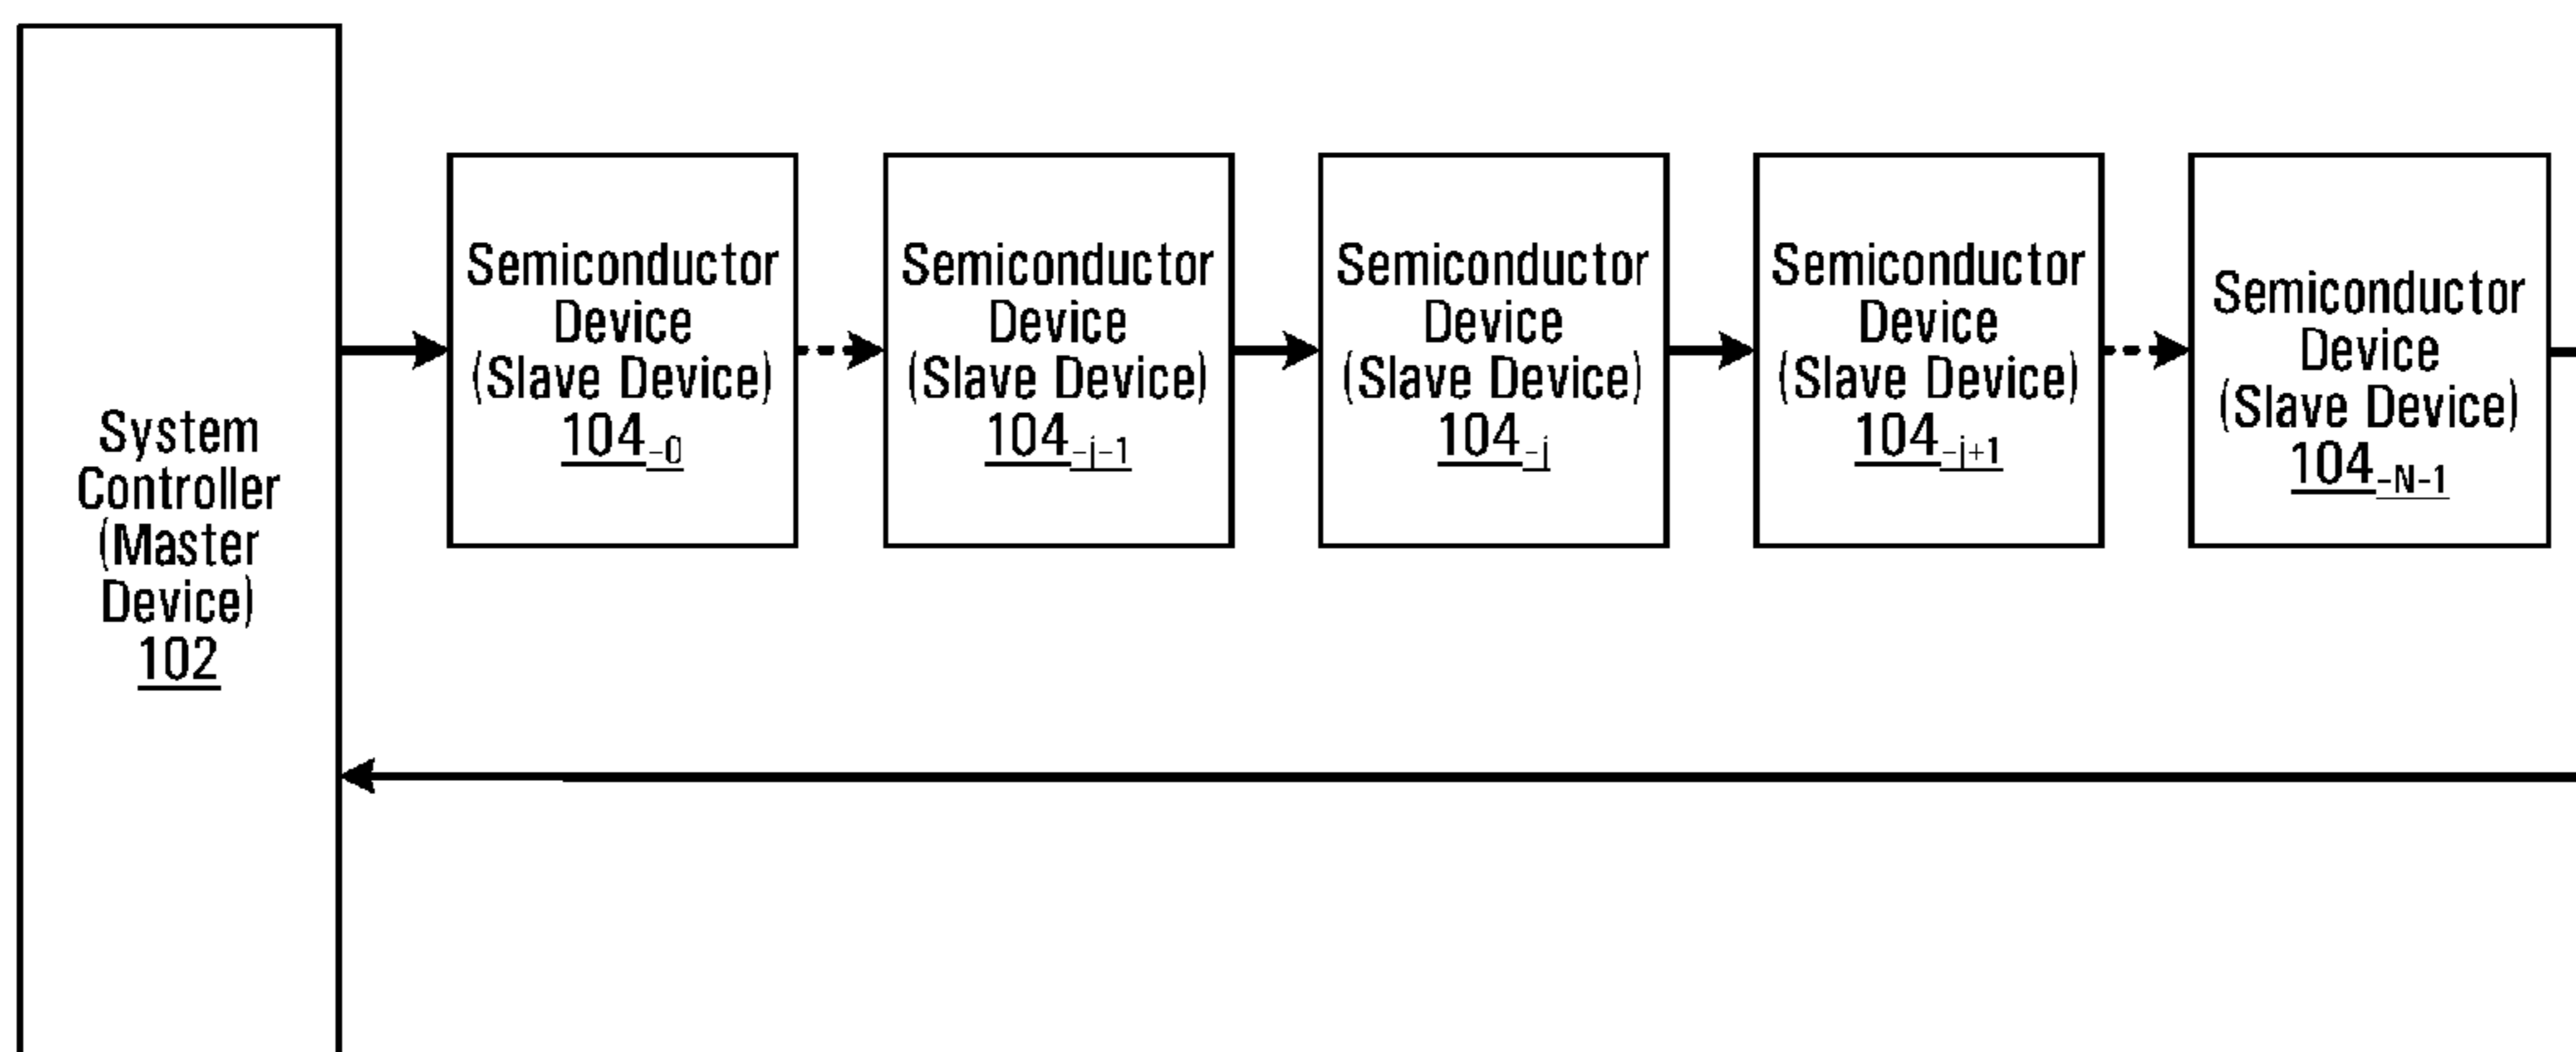 System
Controller
(Master
Device)
102
Semiconductor
Device
(Slave Device)
104-0
Semiconductor
Device
(Slave Device)
104-j-1
Semiconductor
Device
(Slave Device)
104-j
Semiconductor
Device
(Slave Device)
104-j+1
Semiconductor
Device
(Slave Device)
104-N-1